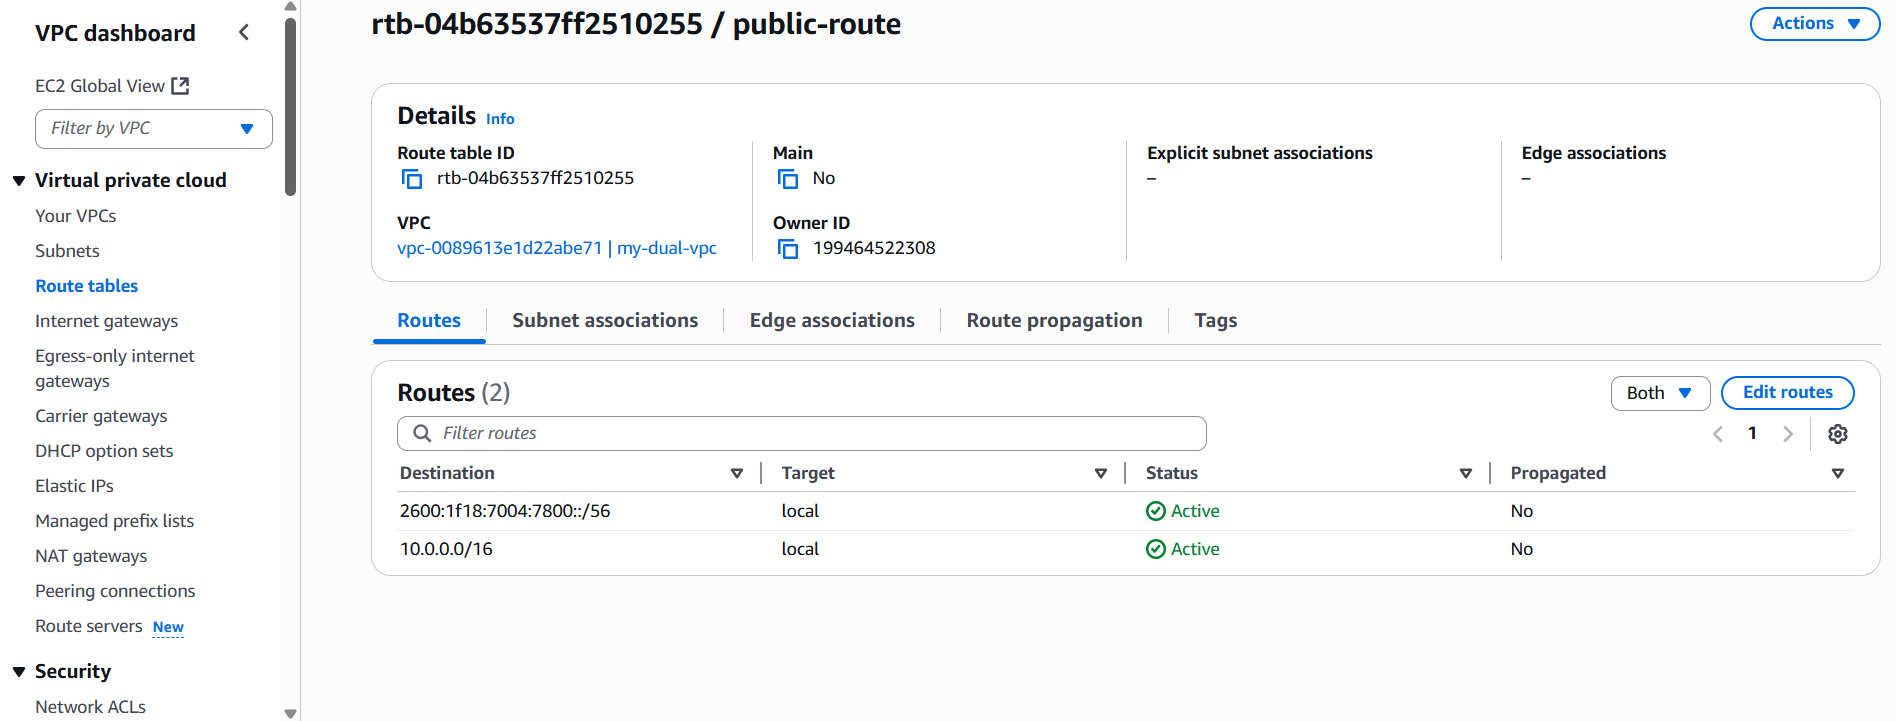 VPC dashboard
EC2 Global View
Filter by VPC
Virtual private cloud
Your VPCs
Subnets
Route tables
Internet gateways
Egress-only internet
gateways
Carrier gateways
DHCP option sets
Elastic IPs
Managed prefix lists
NAT gateways
Peering connections
Route servers New
Security
Network ACLs
rtb-04b63537ff2510255 / public-route
Actions
Details Info
Route table ID
rtb-04b63537ff2510255
Main
No
Explicit subnet associations
–
Edge associations
–
VPC
vpc-0089613e1d22abe71 | my-dual-vpc
Owner ID
199464522308
Routes Subnet associations Edge associations Route propagation Tags
Routes (2)
Both Edit routes
Filter routes
1
Destination Target Status Propagated
2600:1f18:7004:7800::/56 local Active No
10.0.0.0/16 local Active No